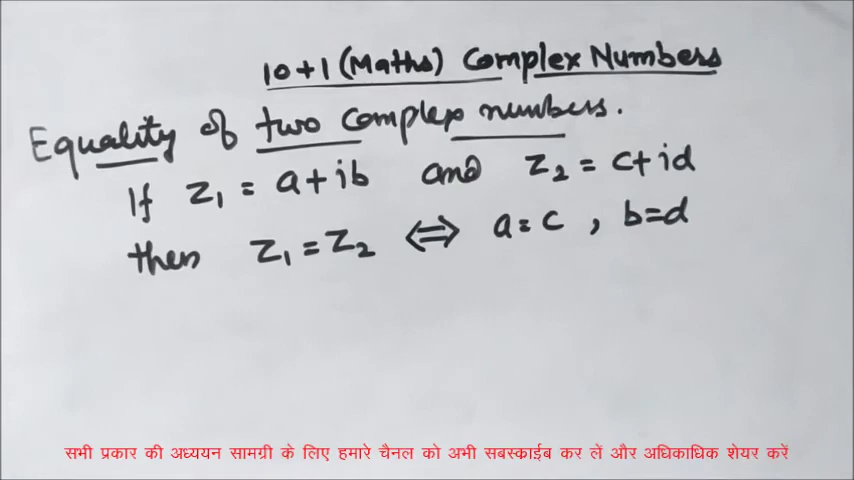 10+1 (Maths) Complex Numbers
Equality of two complex numbers.
If Z₁ = a+ib and Z₂ = c+id
then Z₁ = Z₂ ⇔ a=c , b=d
सभी प्रकार की अध्ययन सामग्री के लिए हमारे चैनल को अभी सबस्क्राईब कर लें और अधिकाधिक शेयर करें